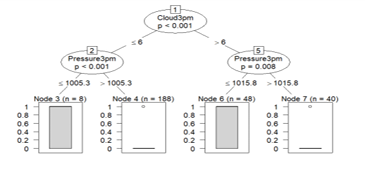 1
Cloud3pm
p < 0.001
≤ 6 > 6
2 5
Pressure3pm Pressure3pm
p < 0.001 p = 0.008
≤ 1005.3 > 1005.3 ≤ 1015.8 > 1015.8
Node 3 (n = 8) Node 4 (n = 188) Node 6 (n = 48) Node 7 (n = 40)
1 1 1 1
0.8 0.8 0.8 0.8
0.6 0.6 0.6 0.6
0.4 0.4 0.4 0.4
0.2 0.2 0.2 0.2
0 0 0 0